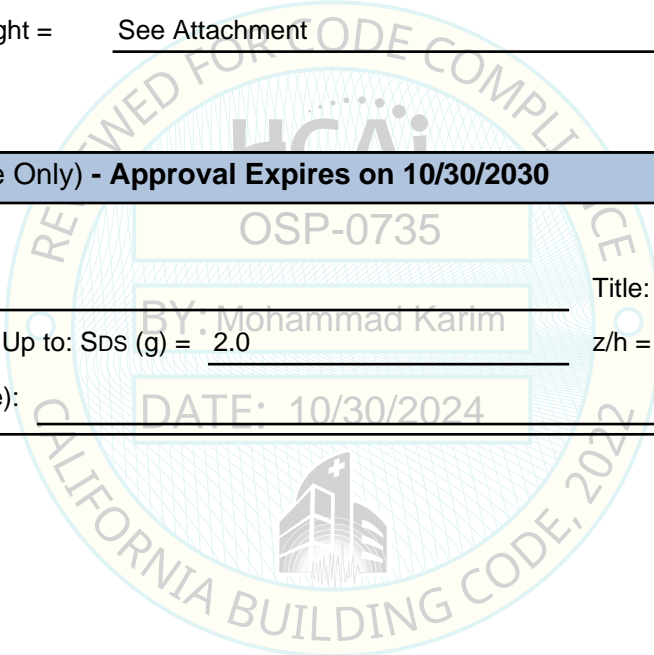 ght = See Attachment
REVIEWED FOR CODE COMPLIANCE
HCAi
e Only) - Approval Expires on 10/30/2030
OSP-0735
Title:
BY: Mohammad Karim
Up to: SDS (g) = 2.0 z/h =
e):
DATE: 10/30/2024
CALIFORNIA BUILDING CODE, 2022